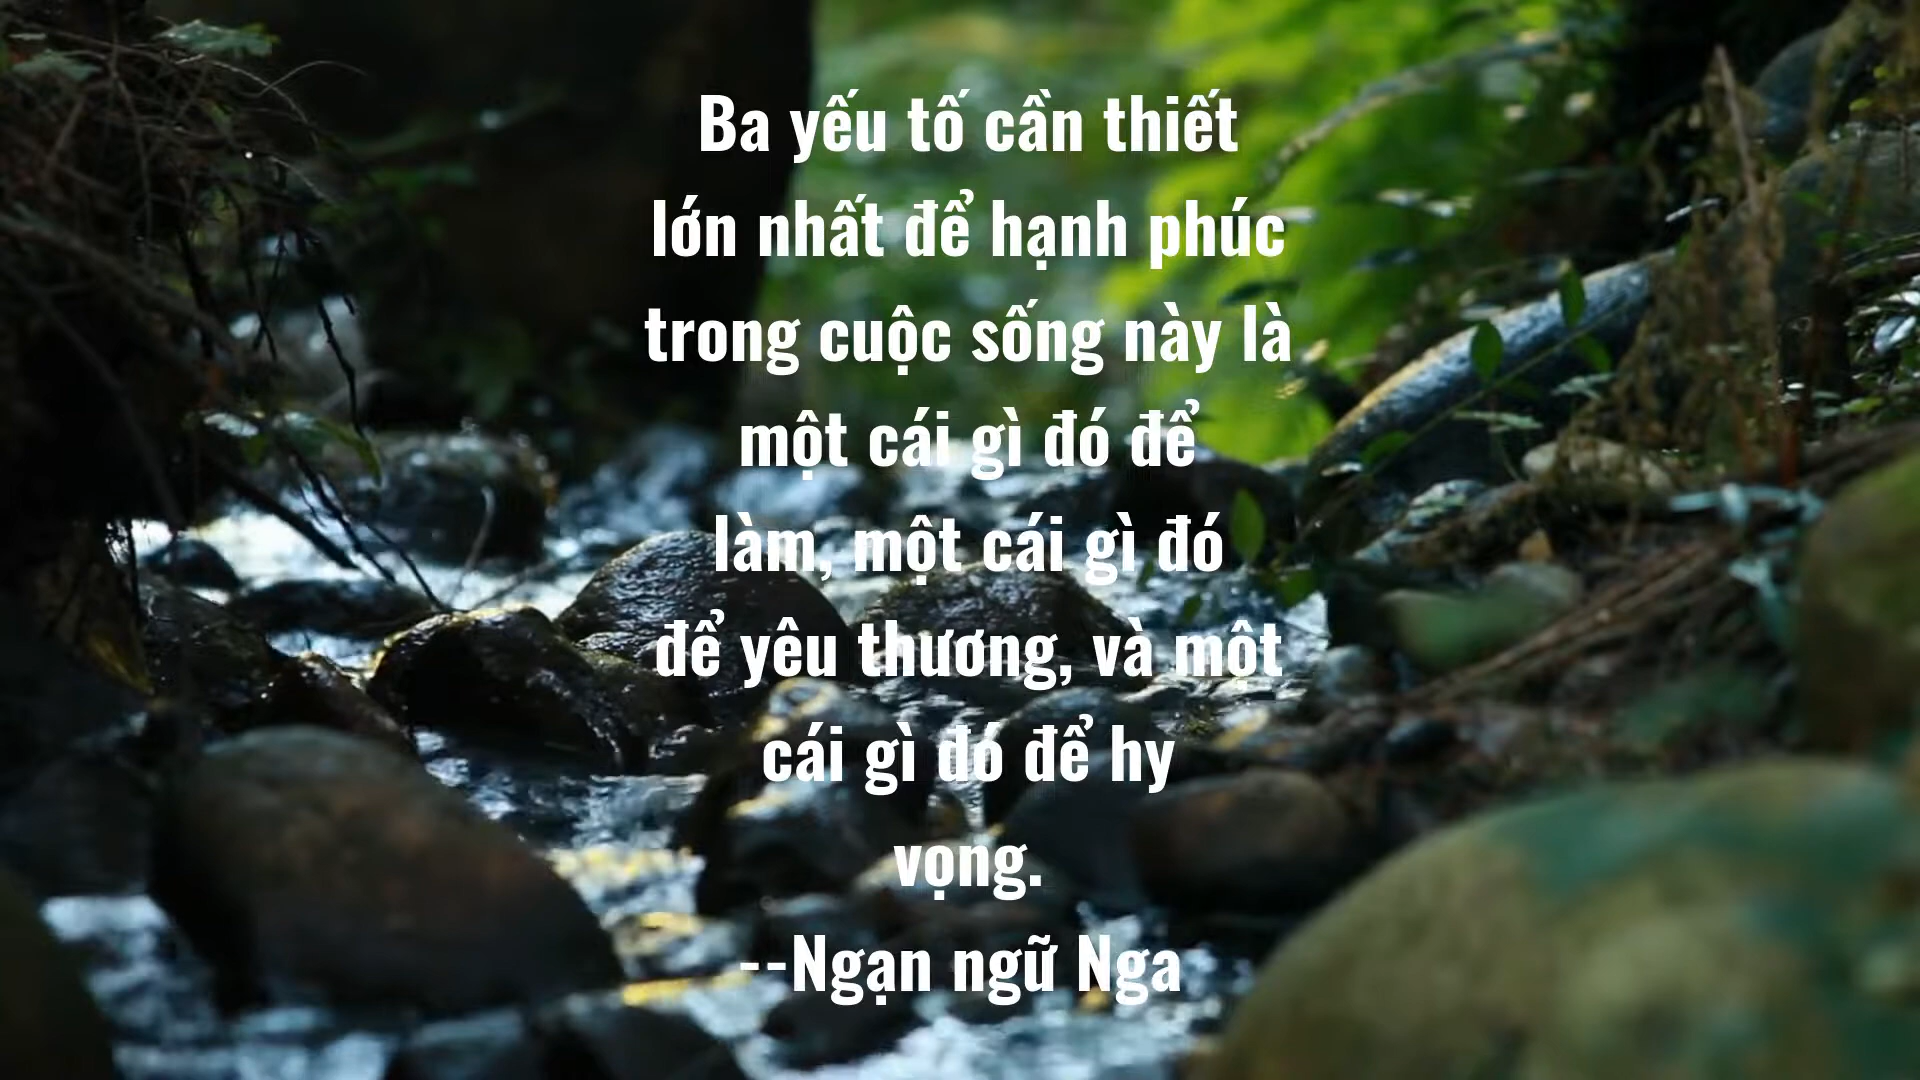 Ba yếu tố cần thiết
lớn nhất để hạnh phúc
trong cuộc sống này là
một cái gì đó để
làm, một cái gì đó
để yêu thương, và một
cái gì đó để hy
vọng.
--Ngạn ngữ Nga